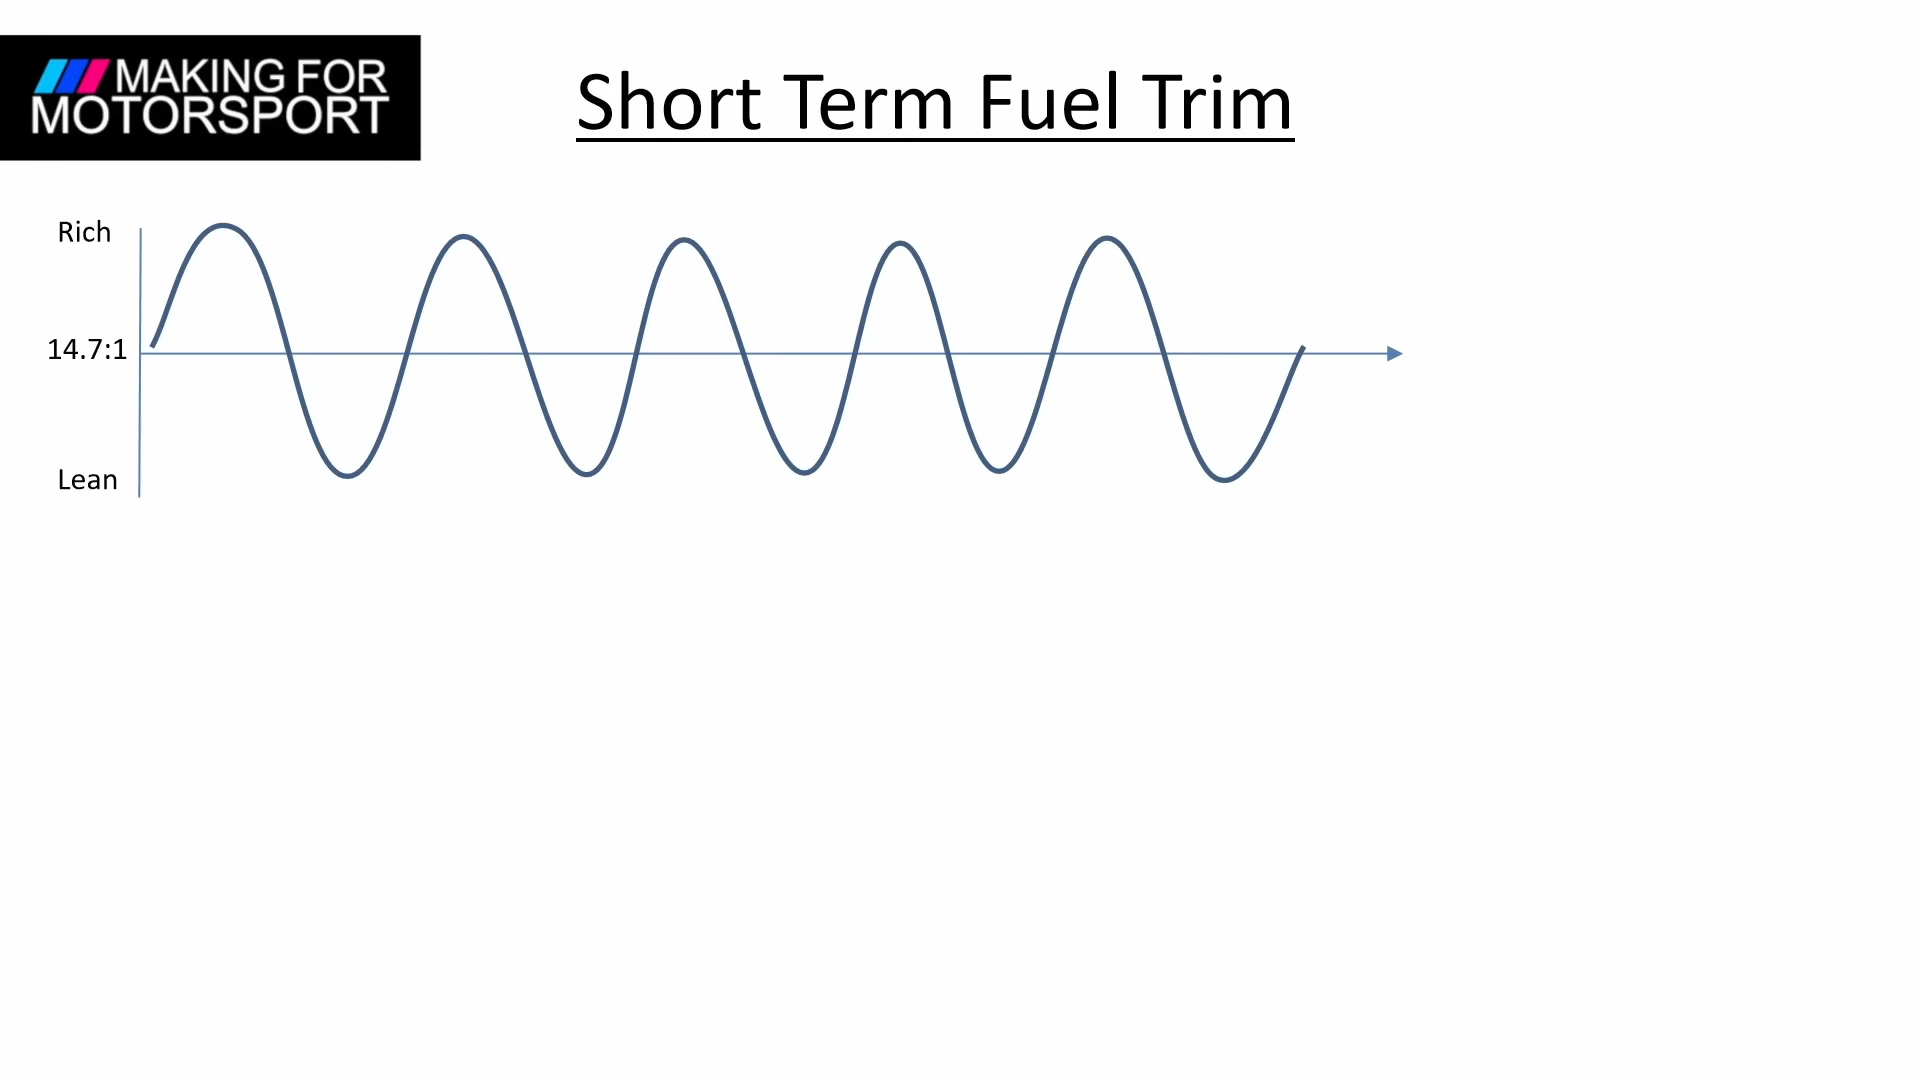 MAKING FOR
MOTORSPORT
Short Term Fuel Trim
Rich
14.7:1
Lean